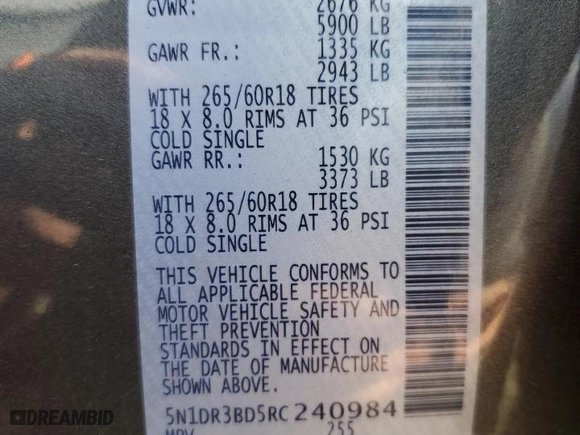 GVWR: 2676 KG
5900 LB
GAWR FR.: 1335 KG
2943 LB
WITH 265/60R18 TIRES
18 X 8.0 RIMS AT 36 PSI
COLD SINGLE
GAWR RR.: 1530 KG
3373 LB
WITH 265/60R18 TIRES
18 X 8.0 RIMS AT 36 PSI
COLD SINGLE
THIS VEHICLE CONFORMS TO
ALL APPLICABLE FEDERAL
MOTOR VEHICLE SAFETY AND
THEFT PREVENTION
STANDARDS IN EFFECT ON
THE DATE OF MANUFACTURE
SHOWN ABOVE.
5N1DR3BD5RC240984
MPV 255
DREAMBID